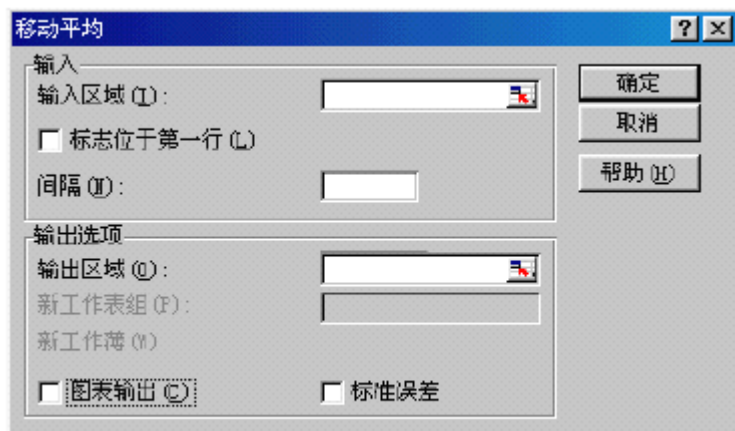 移动平均
输入
输入区域(I):
确定
标志位于第一行(L)
取消
间隔(N):
帮助(H)
输出选项
输出区域(O):
新工作表组(P):
新工作薄(W)
图表输出(C)
标准误差